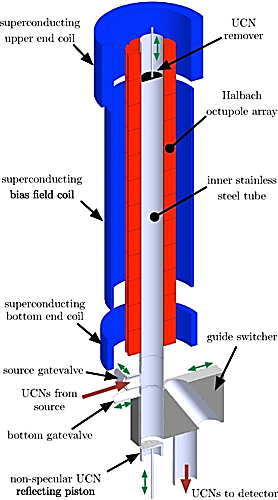 superconducting
upper end coil
UCN
remover
Halbach
octupole array
superconducting
bias field coil
inner stainless
steel tube
superconducting
bottom end coil
guide switcher
source gatevalve
UCNs from
source
bottom gatevalve
non-specular UCN
reflecting piston
UCNs to detector